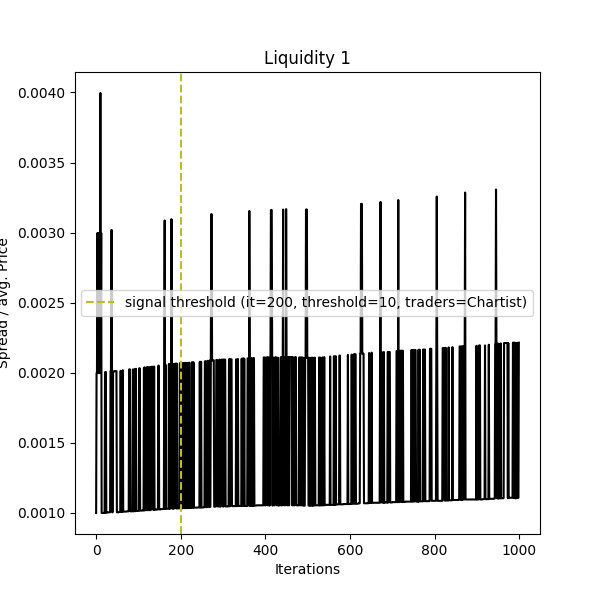 Liquidity 1
0.0040
0.0035
0.0030
0.0025
0.0020
0.0015
0.0010
Spread / avg. Price
signal threshold (it=200, threshold=10, traders=Chartist)
0 200 400 600 800 1000
Iterations